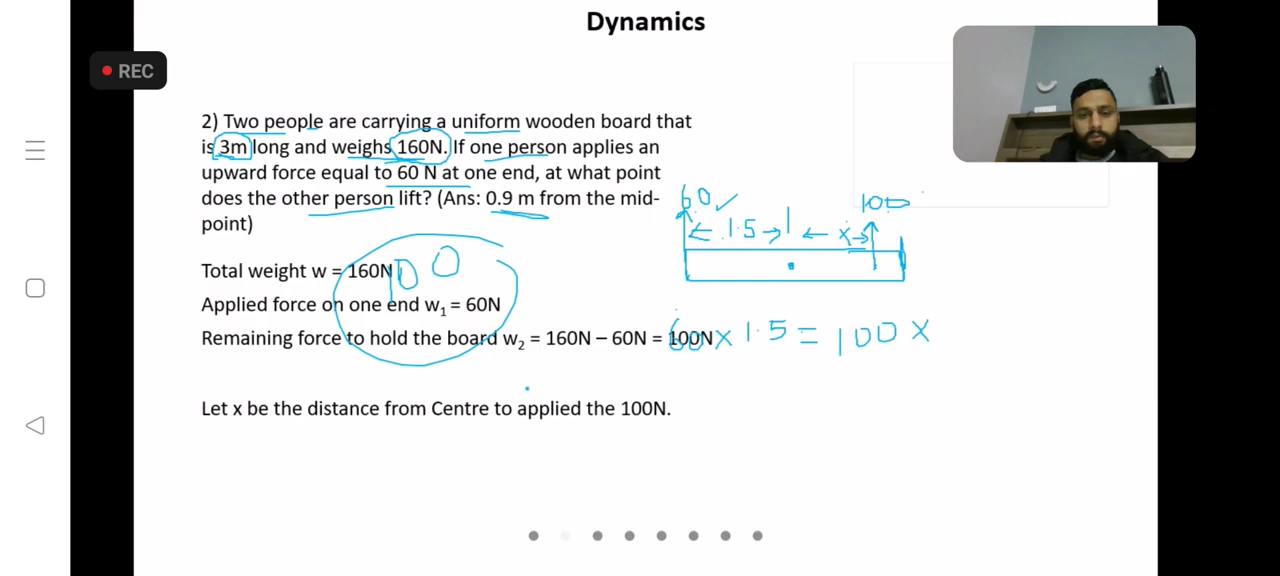 Dynamics
REC
2) Two people are carrying a uniform wooden board that
is 3m long and weighs 160N. If one person applies an
upward force equal to 60 N at one end, at what point
does the other person lift? (Ans: 0.9 m from the mid-
point)
60
100
1.5
x
Total weight w = 160N
100
Applied force on one end w₁ = 60N
Remaining force to hold the board w₂ = 160N – 60N = 100N
60 x 1.5 = 100 x
Let x be the distance from Centre to applied the 100N.